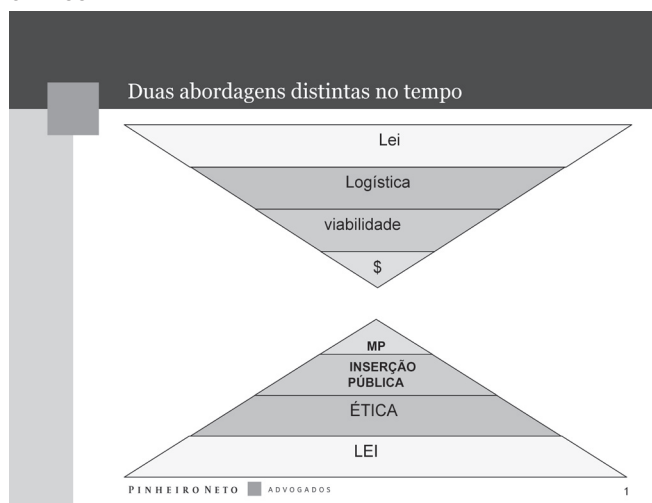 Duas abordagens distintas no tempo
Lei
Logística
viabilidade
$
MP
INSERÇÃO
PÚBLICA
ÉTICA
LEI
PINHEIRO NETO ADVOGADOS
1